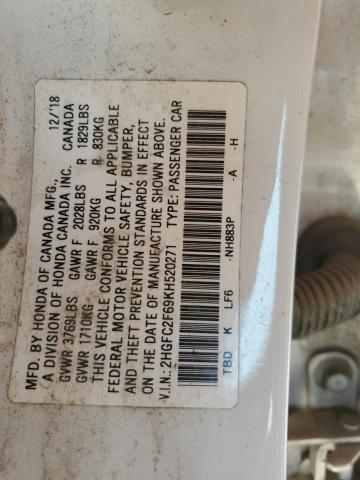 MFD. BY HONDA OF CANADA MFG., 12/'18
A DIVISION OF HONDA CANADA INC. CANADA
GVWR 3769LBS GAWR F 2028LBS R 1829LBS
GVWR 1710KG GAWR F 920KG R 830KG
THIS VEHICLE CONFORMS TO ALL APPLICABLE
FEDERAL MOTOR VEHICLE SAFETY, BUMPER,
AND THEFT PREVENTION STANDARDS IN EFFECT
ON THE DATE OF MANUFACTURE SHOWN ABOVE.
V.I.N.: 2HGFC2F69KH520271 TYPE: PASSENGER CAR
-NH883P -A -H
TBD K LF6